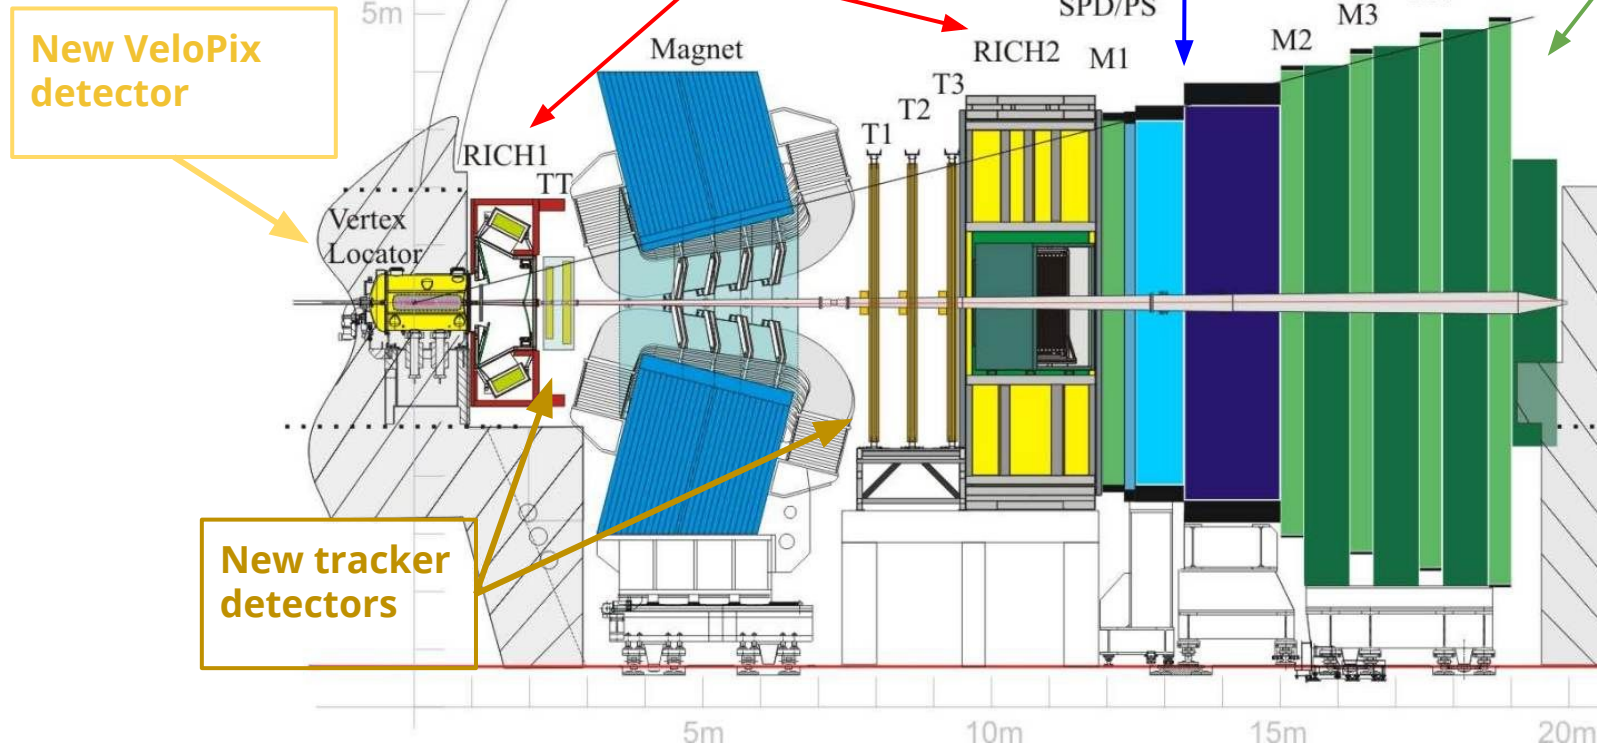 5m
SPD/PS
M3
New VeloPix
detector
Magnet
RICH2
M1
M2
T3
T2
T1
RICH1
TT
Vertex
Locator
New tracker
detectors
5m
10m
15m
20m